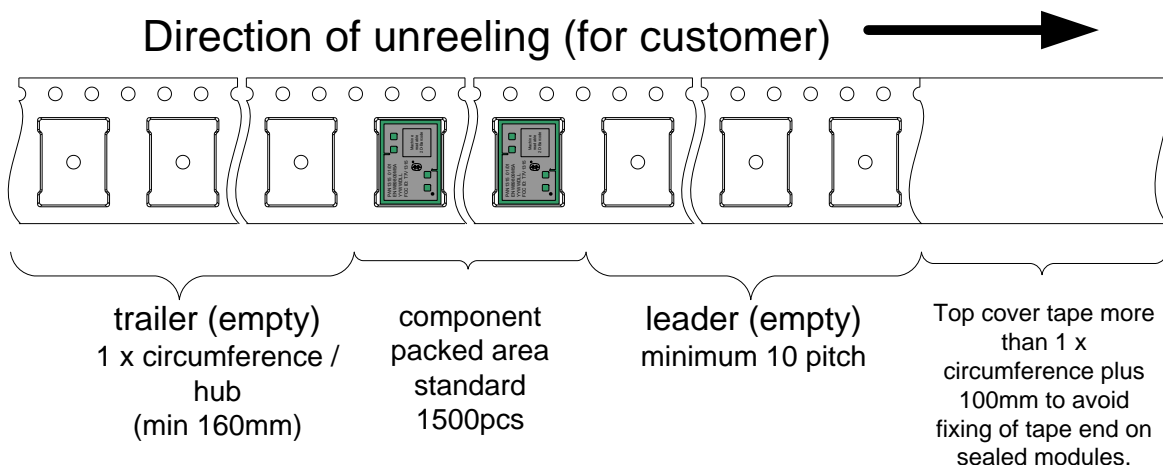 Direction of unreeling (for customer)
trailer (empty)
1 x circumference /
hub
(min 160mm)
component
packed area
standard
1500pcs
leader (empty)
minimum 10 pitch
Top cover tape more
than 1 x
circumference plus
100mm to avoid
fixing of tape end on
sealed modules.